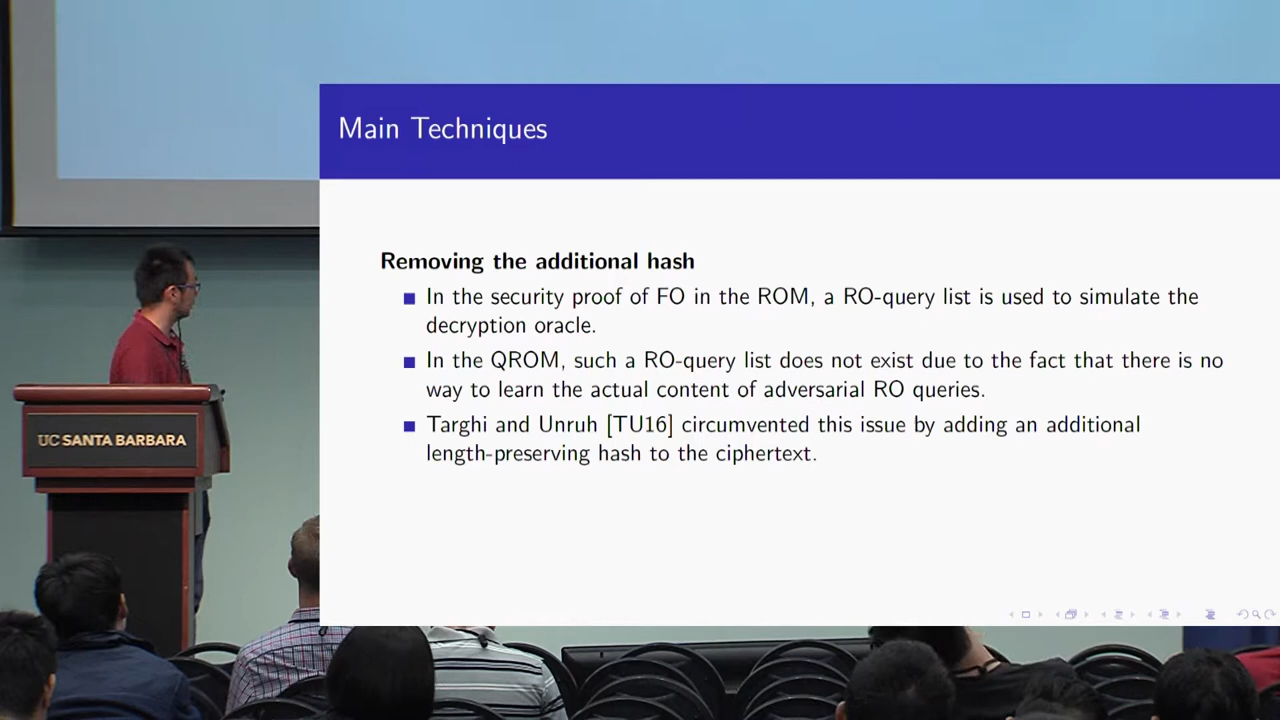 Main Techniques
Removing the additional hash
In the security proof of FO in the ROM, a RO-query list is used to simulate the
decryption oracle.
In the QROM, such a RO-query list does not exist due to the fact that there is no
way to learn the actual content of adversarial RO queries.
Targhi and Unruh [TU16] circumvented this issue by adding an additional
length-preserving hash to the ciphertext.
UC SANTA BARBARA